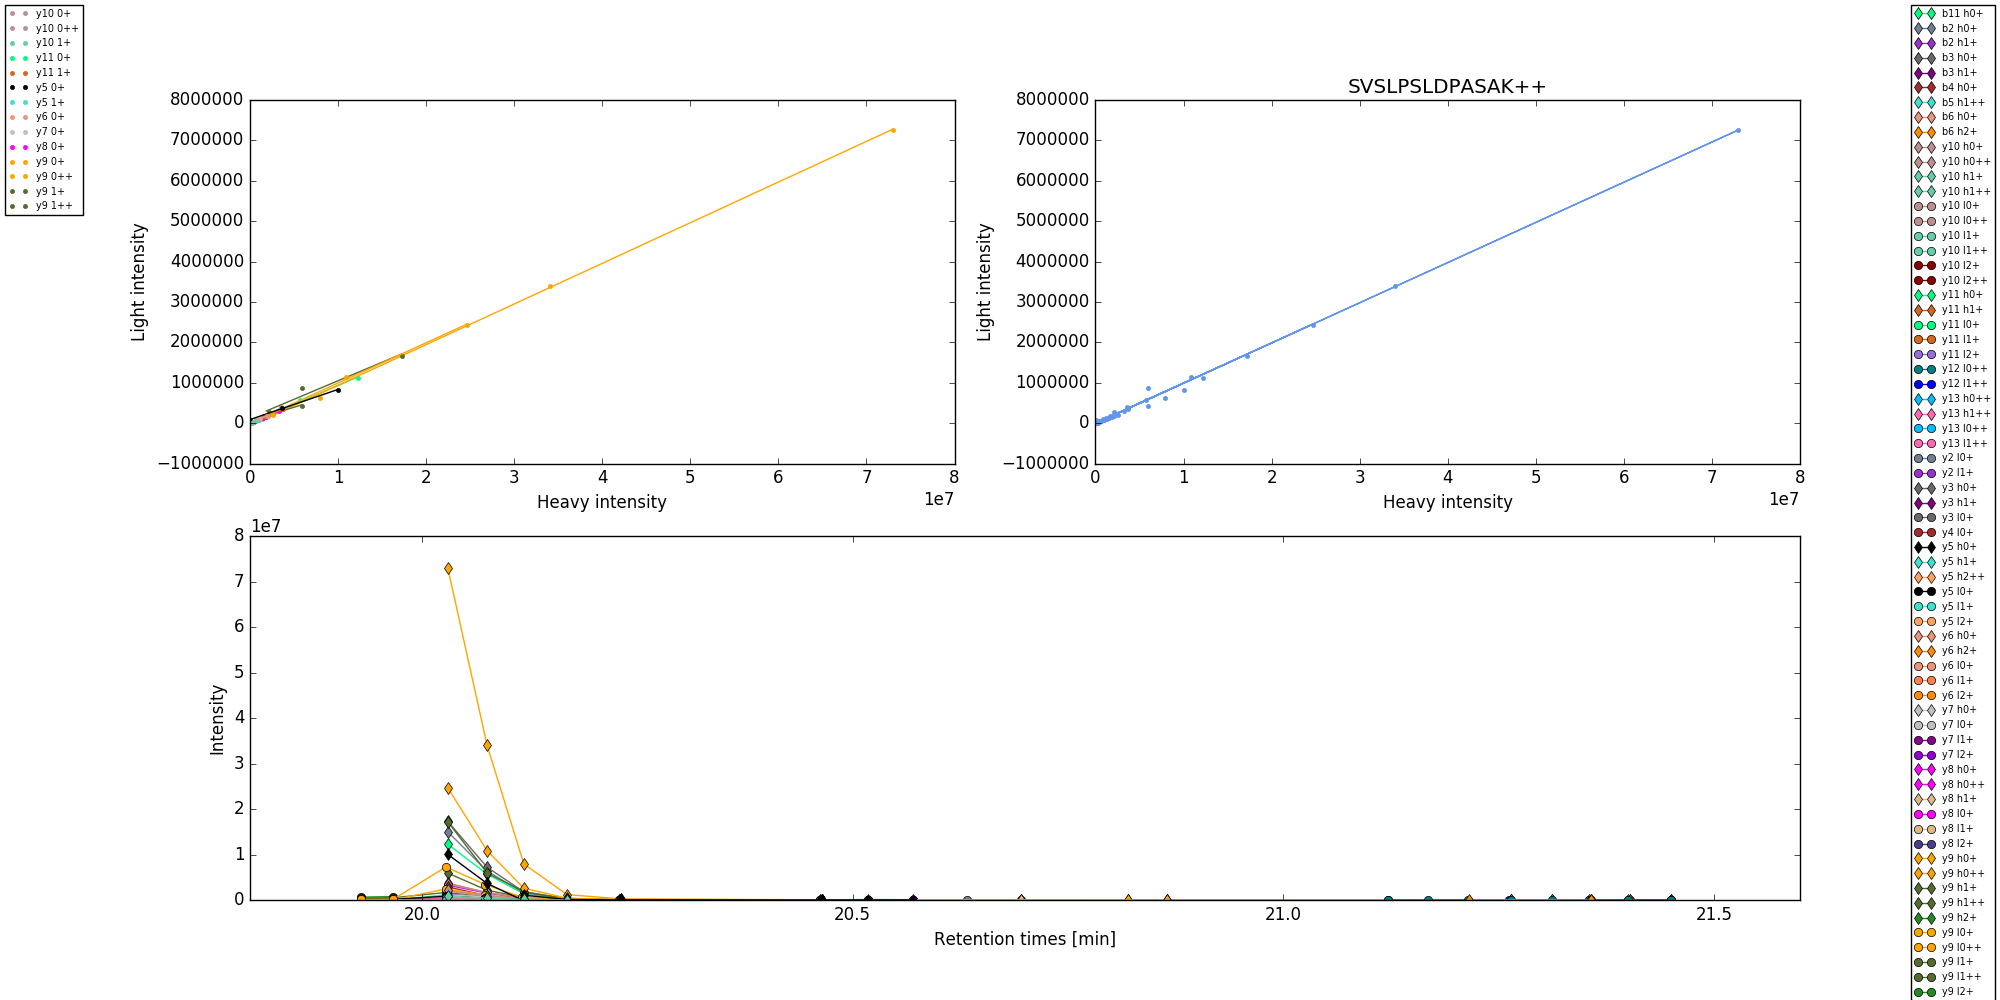 y10 0+
y10 0++
y10 1+
y11 0+
y11 1+
y5 0+
y5 1+
y6 0+
y7 0+
y8 0+
y9 0+
y9 0++
y9 1+
y9 1++
8000000
7000000
6000000
5000000
4000000
3000000
2000000
1000000
0
−1000000
Light intensity
0 1 2 3 4 5 6 7 8
1e7
Heavy intensity
SVSLPSLDPASAK++
8000000
7000000
6000000
5000000
4000000
3000000
2000000
1000000
0
−1000000
Light intensity
0 1 2 3 4 5 6 7 8
1e7
Heavy intensity
1e7
8
7
6
5
4
3
2
1
0
Intensity
20.0 20.5 21.0 21.5
Retention times [min]
b11 h0+
b2 h0+
b2 h1+
b3 h0+
b3 h1+
b4 h0+
b5 h1++
b6 h0+
b6 h2+
y10 h0+
y10 h0++
y10 h1+
y10 h1++
y10 l0+
y10 l0++
y10 l1+
y10 l1++
y10 l2+
y10 l2++
y11 h0+
y11 h1+
y11 l0+
y11 l1+
y11 l2+
y12 l0++
y12 l1++
y13 h0++
y13 h1++
y13 l0++
y13 l1++
y2 l0+
y2 l1+
y3 h0+
y3 h1+
y3 l0+
y4 l0+
y5 h0+
y5 h1+
y5 h2++
y5 l0+
y5 l1+
y5 l2+
y6 h0+
y6 h2+
y6 l0+
y6 l1+
y6 l2+
y7 h0+
y7 l0+
y7 l1+
y7 l2+
y8 h0+
y8 h0++
y8 h1+
y8 l0+
y8 l1+
y8 l2+
y9 h0+
y9 h0++
y9 h1+
y9 h1++
y9 h2+
y9 l0+
y9 l0++
y9 l1+
y9 l1++
y9 l2+